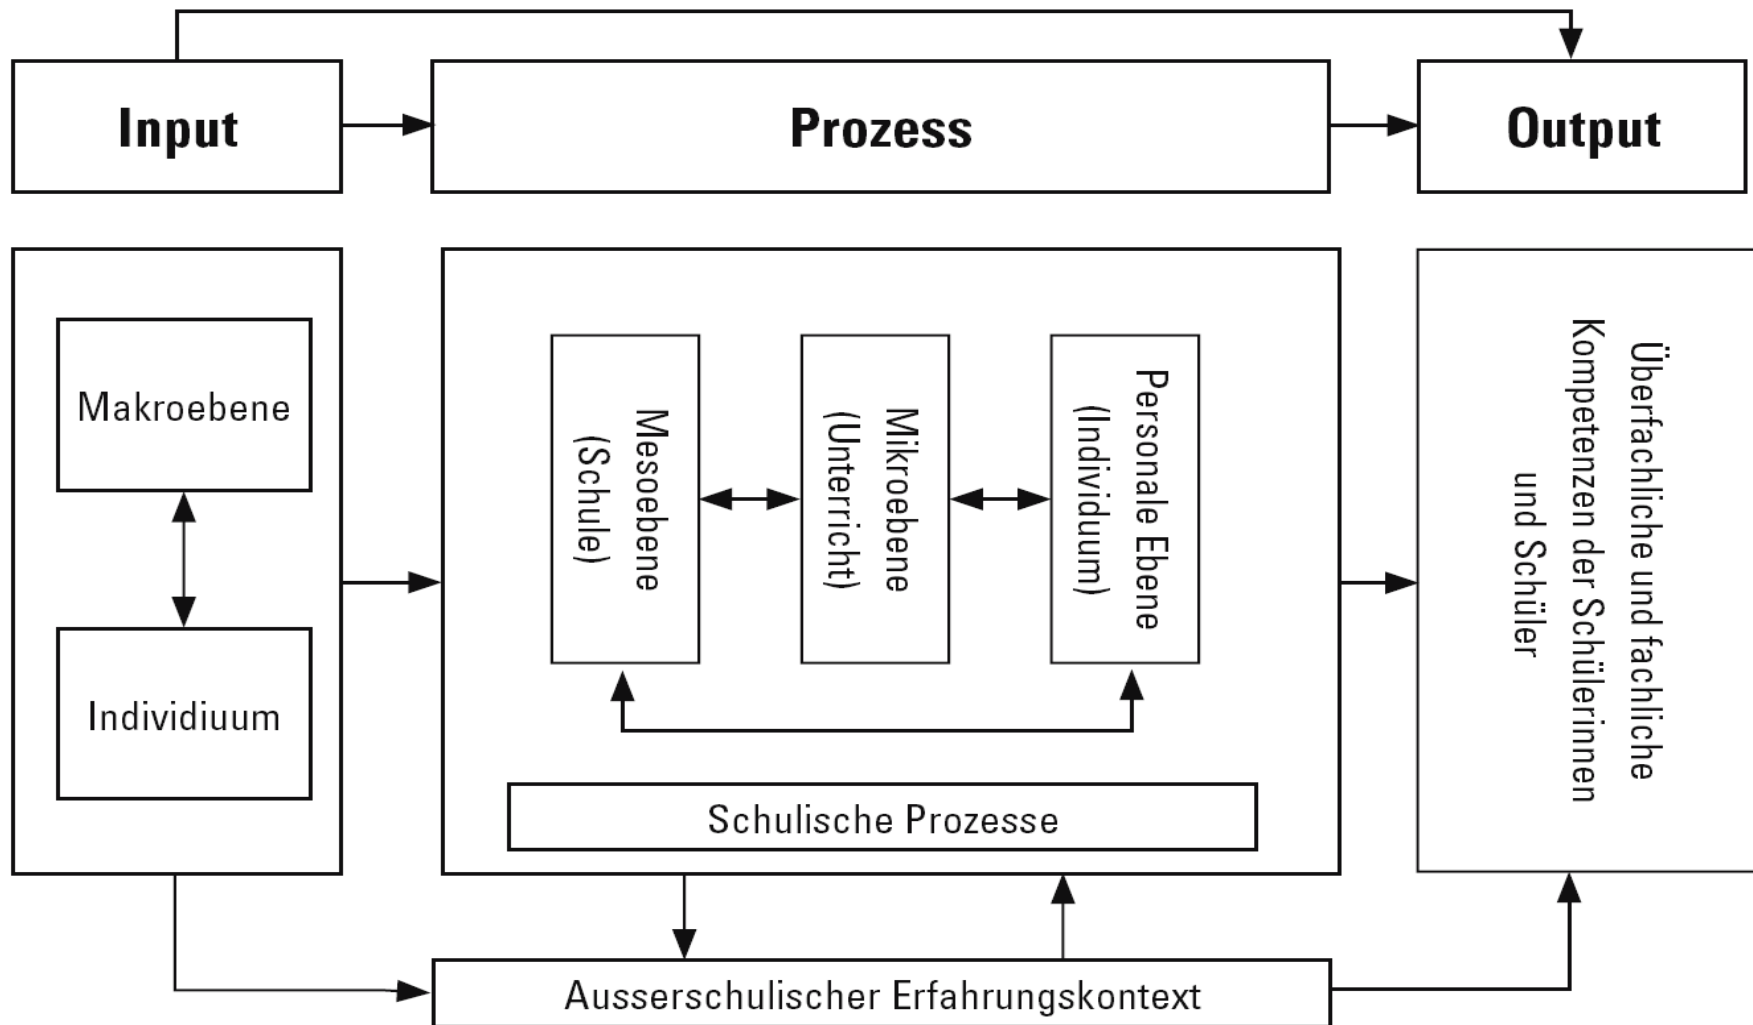 Input
Prozess
Output
Makroebene
Individiuum
Mesoebene
(Schule)
Mikroebene
(Unterricht)
Personale Ebene
(Individuum)
Schulische Prozesse
Überfachliche und fachliche
Kompetenzen der Schülerinnen
und Schüler
Ausserschulischer Erfahrungskontext